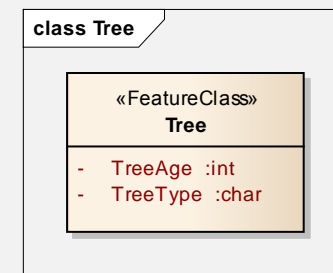 class Tree
«FeatureClass»
Tree
- TreeAge :int
- TreeType :char